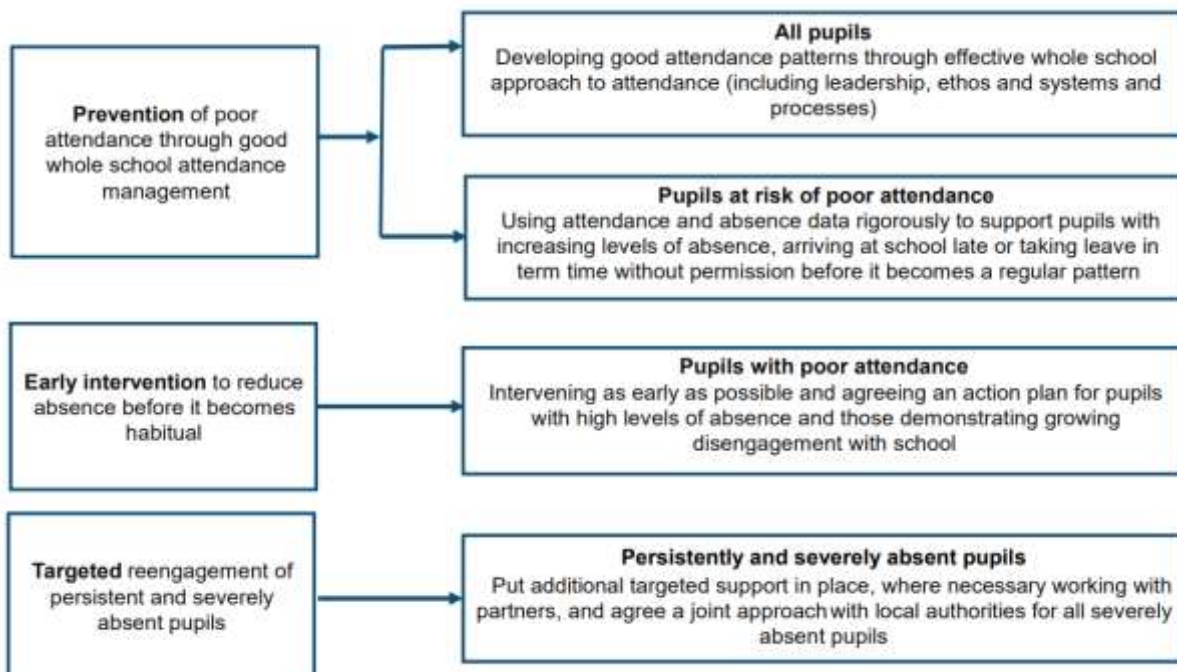 Prevention of poor
attendance through good
whole school attendance
management
All pupils
Developing good attendance patterns through effective whole school
approach to attendance (including leadership, ethos and systems and
processes)
Pupils at risk of poor attendance
Using attendance and absence data rigorously to support pupils with
increasing levels of absence, arriving at school late or taking leave in
term time without permission before it becomes a regular pattern
Early intervention to reduce
absence before it becomes
habitual
Pupils with poor attendance
Intervening as early as possible and agreeing an action plan for pupils
with high levels of absence and those demonstrating growing
disengagement with school
Targeted reengagement of
persistent and severely
absent pupils
Persistently and severely absent pupils
Put additional targeted support in place, where necessary working with
partners, and agree a joint approach with local authorities for all severely
absent pupils